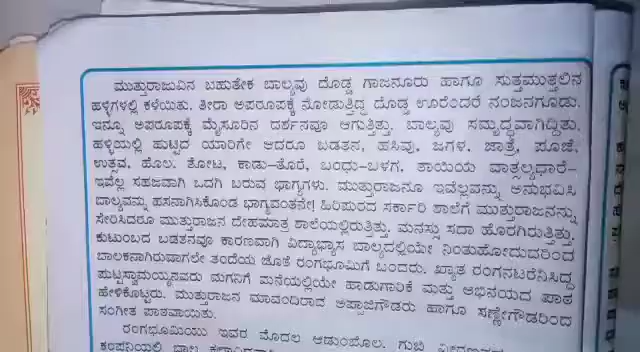 ಮುತ್ತುರಾಜುವಿನ ಬಹುತೇಕ ಬಾಲ್ಯವು ದೊಡ್ಡ ಗಾಜನೂರು ಹಾಗೂ ಸುತ್ತಮುತ್ತಲಿನ
ಹಳ್ಳಿಗಳಲ್ಲಿ ಕಳೆಯಿತು. ತೀರಾ ಅಪರೂಪಕ್ಕೆ ನೋಡುತ್ತಿದ್ದ ದೊಡ್ಡ ಊರೆಂದರೆ ನಂಜನಗೂಡು.
ಇನ್ನೂ ಅಪರೂಪಕ್ಕೆ ಮೈಸೂರಿನ ದರ್ಶನವೂ ಆಗುತ್ತಿತ್ತು. ಬಾಲ್ಯವು ಸಮೃದ್ಧವಾಗಿದ್ದಿತು.
ಹಳ್ಳಿಯಲ್ಲಿ ಹುಟ್ಟಿದ ಯಾರಿಗೇ ಆದರೂ ಬಡತನ, ಹಸಿವು, ಜಗಳ, ಜಾತ್ರೆ, ಪೂಜೆ,
ಉತ್ಸವ, ಹೊಲ, ತೋಟ, ಕಾಡು-ತೊರೆ, ಬಂಧು-ಬಳಗ, ತಾಯಿಯ ವಾತ್ಸಲ್ಯಧಾರೆ-
ಇವೆಲ್ಲ ಸಹಜವಾಗಿ ಒದಗಿ ಬರುವ ಭಾಗ್ಯಗಳು. ಮುತ್ತುರಾಜನೂ ಇವೆಲ್ಲವನ್ನು ಅನುಭವಿಸಿ
ಬಾಲ್ಯವನ್ನು ಹಸನಾಗಿಸಿಕೊಂಡ ಭಾಗ್ಯವಂತನೇ! ಹಿರಿಪುರದ ಸರ್ಕಾರಿ ಶಾಲೆಗೆ ಮುತ್ತುರಾಜನನ್ನು
ಸೇರಿಸಿದರೂ ಮುತ್ತುರಾಜನ ದೇಹಮಾತ್ರ ಶಾಲೆಯಲ್ಲಿರುತ್ತಿತ್ತು. ಮನಸ್ಸು ಸದಾ ಹೊರಗಿರುತ್ತಿತ್ತು,
ಕುಟುಂಬದ ಬಡತನವೂ ಕಾರಣವಾಗಿ ವಿದ್ಯಾಭ್ಯಾಸ ಬಾಲ್ಯದಲ್ಲಿಯೇ ನಿಂತುಹೋದುದರಿಂದ
ಬಾಲಕನಾಗಿರುವಾಗಲೇ ತಂದೆಯ ಜೊತೆ ರಂಗಭೂಮಿಗೆ ಬಂದರು. ಖ್ಯಾತ ರಂಗನಟರೆನಿಸಿದ್ದ
ಪುಟ್ಟಸ್ವಾಮಯ್ಯನವರು ಮಗನಿಗೆ ಮನೆಯಲ್ಲಿಯೇ ಹಾಡುಗಾರಿಕೆ ಮತ್ತು ಅಭಿನಯದ ಪಾಠ
ಹೇಳಿಕೊಟ್ಟರು. ಮುತ್ತುರಾಜನ ಮಾವಂದಿರಾದ ಅಪ್ಪಾಜಿಗೌಡರು ಹಾಗೂ ಸಣ್ಣೇಗೌಡರಿಂದ
ಸಂಗೀತ ಪಾಠವಾಯಿತು.
ರಂಗಭೂಮಿಯು ಇವರ ಮೊದಲ ಆಡುಂಬೊಲ. ಗುಬ್ಬಿ
ಕಂಪನಿಯಲ್ಲಿ ಬಾಲ